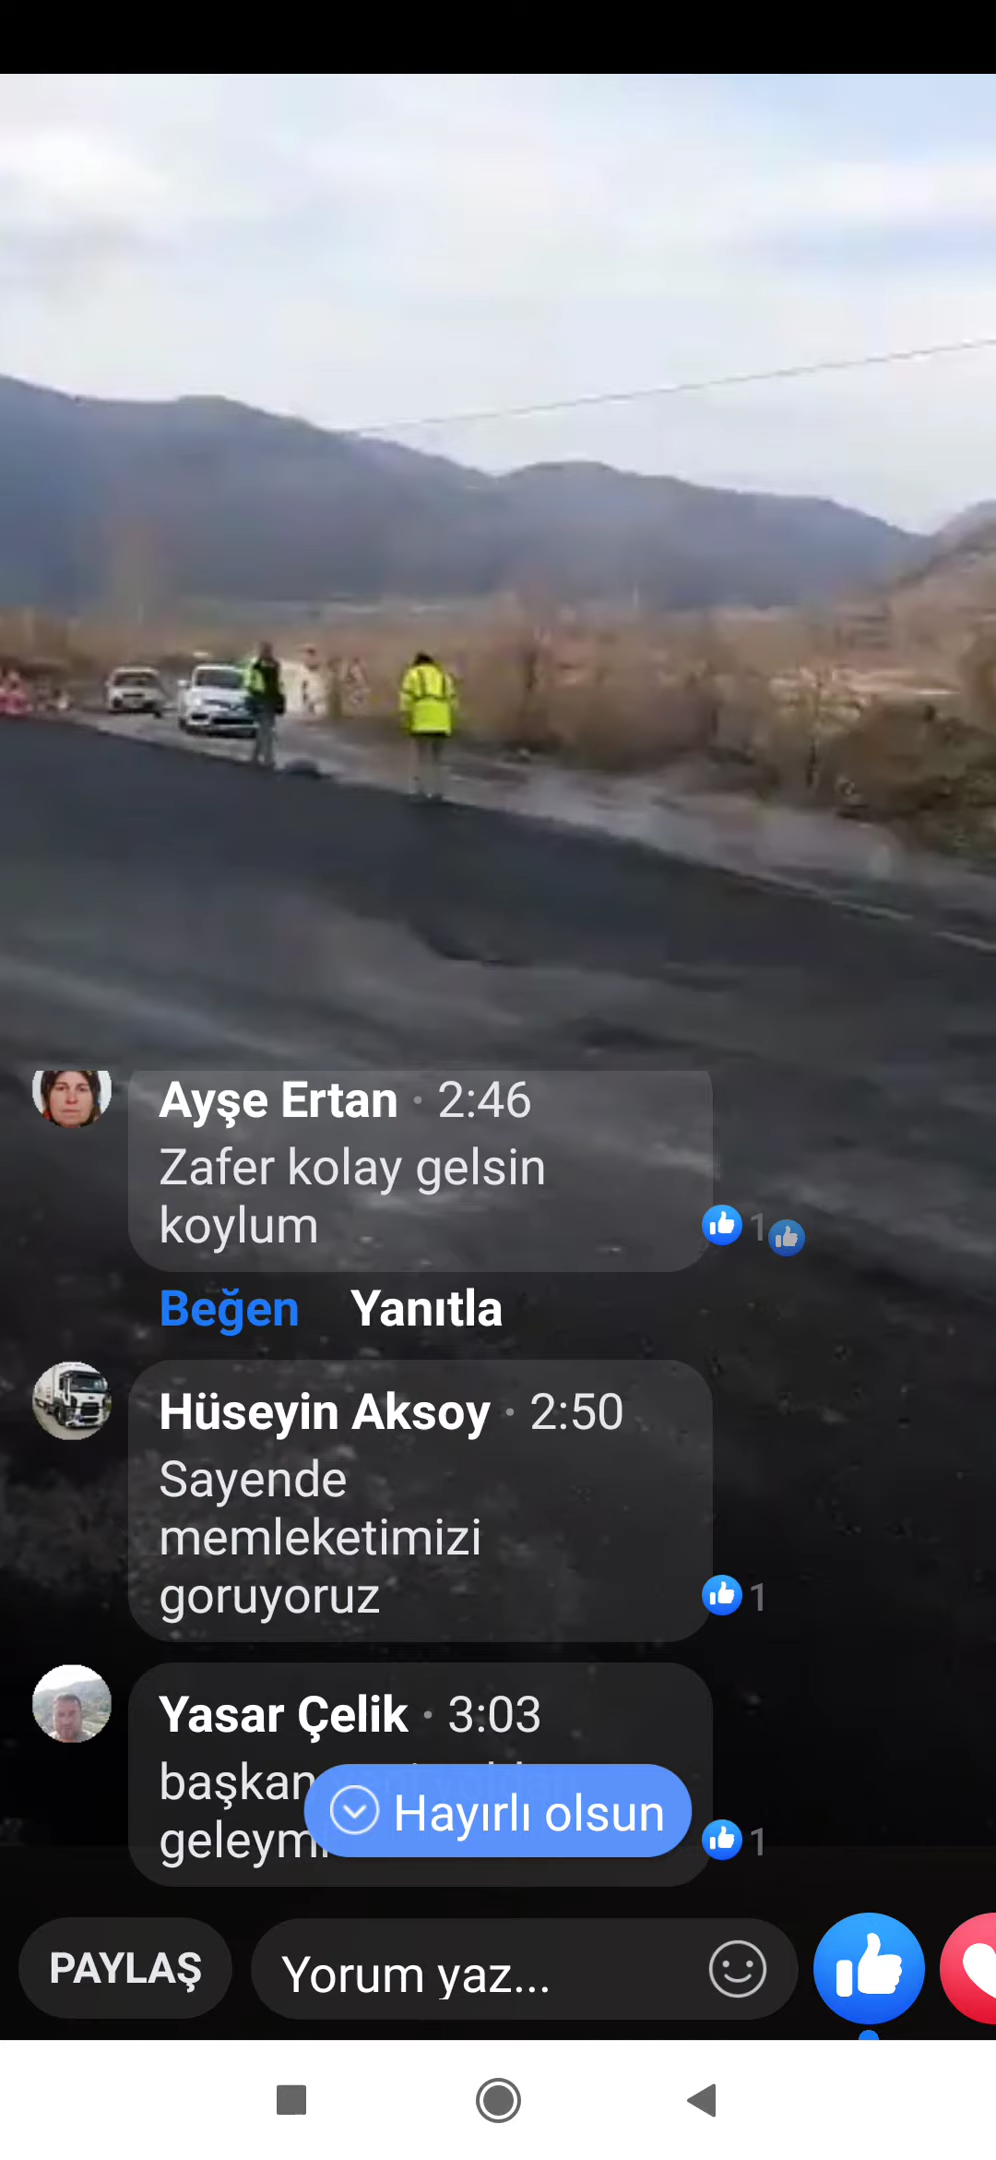 Ayşe Ertan · 2:46
Zafer kolay gelsin
koylum
1
Beğen Yanıtla
Hüseyin Aksoy · 2:50
Sayende
memleketimizi
goruyoruz
1
Yasar Çelik · 3:03
başkan
Hayırlı olsun
1
PAYLAŞ Yorum yaz...